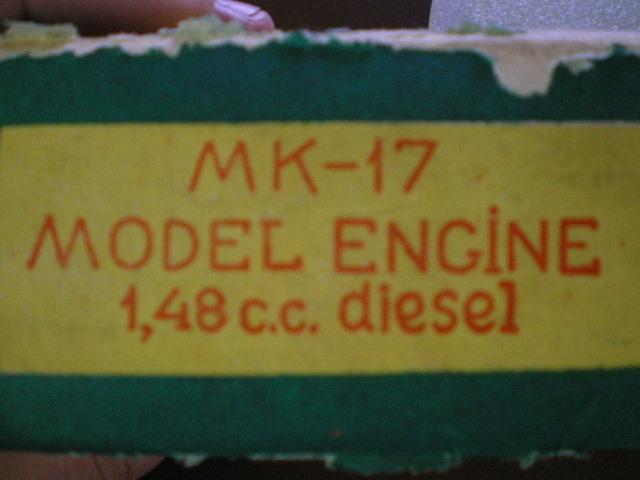 MK-17
MODEL ENGiNE
1,48 c.c. diesel